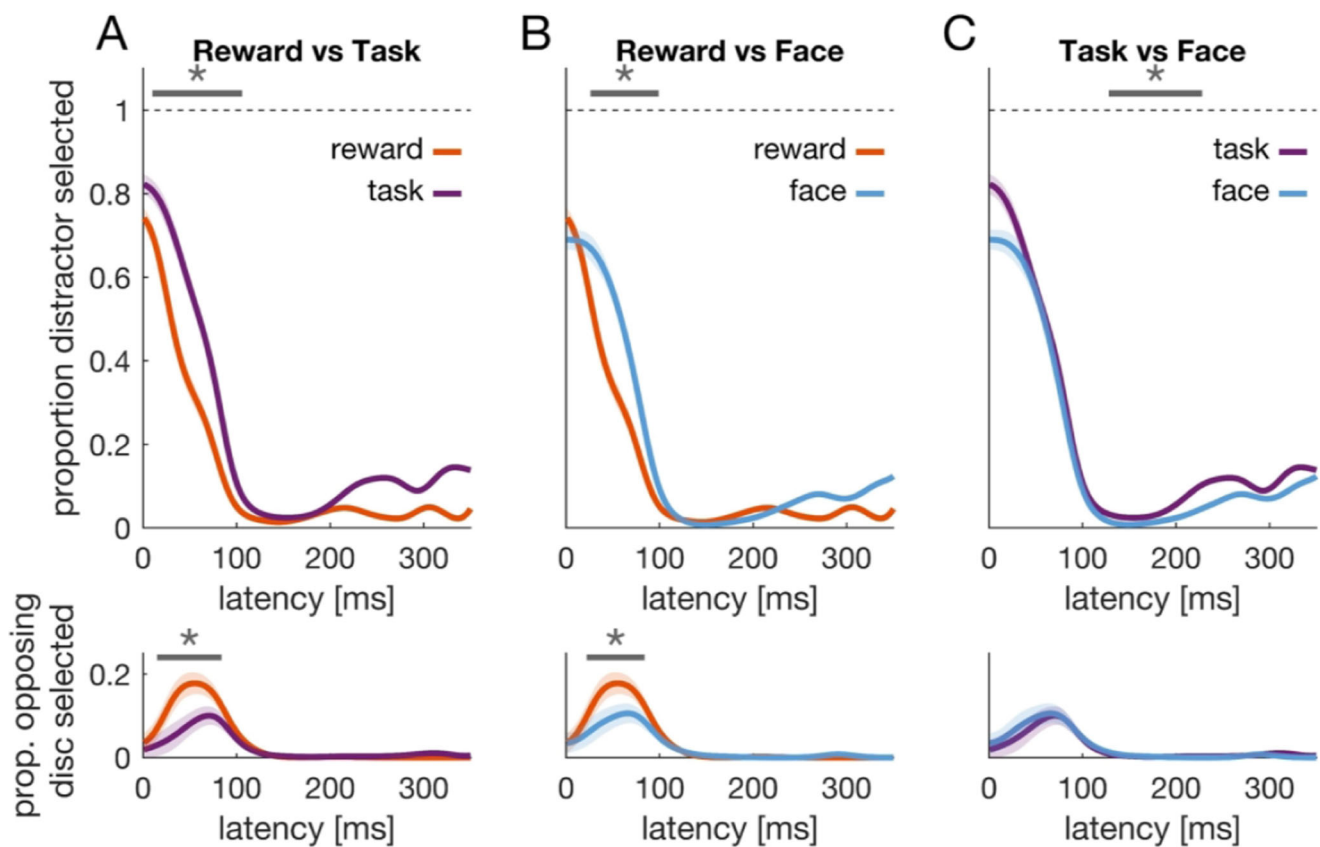 A
Reward vs Task
*
proportion distractor selected
1
0.8
0.6
0.4
0.2
0
reward
task
0 100 200 300
latency [ms]
B
Reward vs Face
*
reward
face
0 100 200 300
latency [ms]
C
Task vs Face
*
task
face
0 100 200 300
latency [ms]
prop. opposing
disc selected
*
0.2
0
0 100 200 300
latency [ms]
*
0 100 200 300
latency [ms]
0 100 200 300
latency [ms]